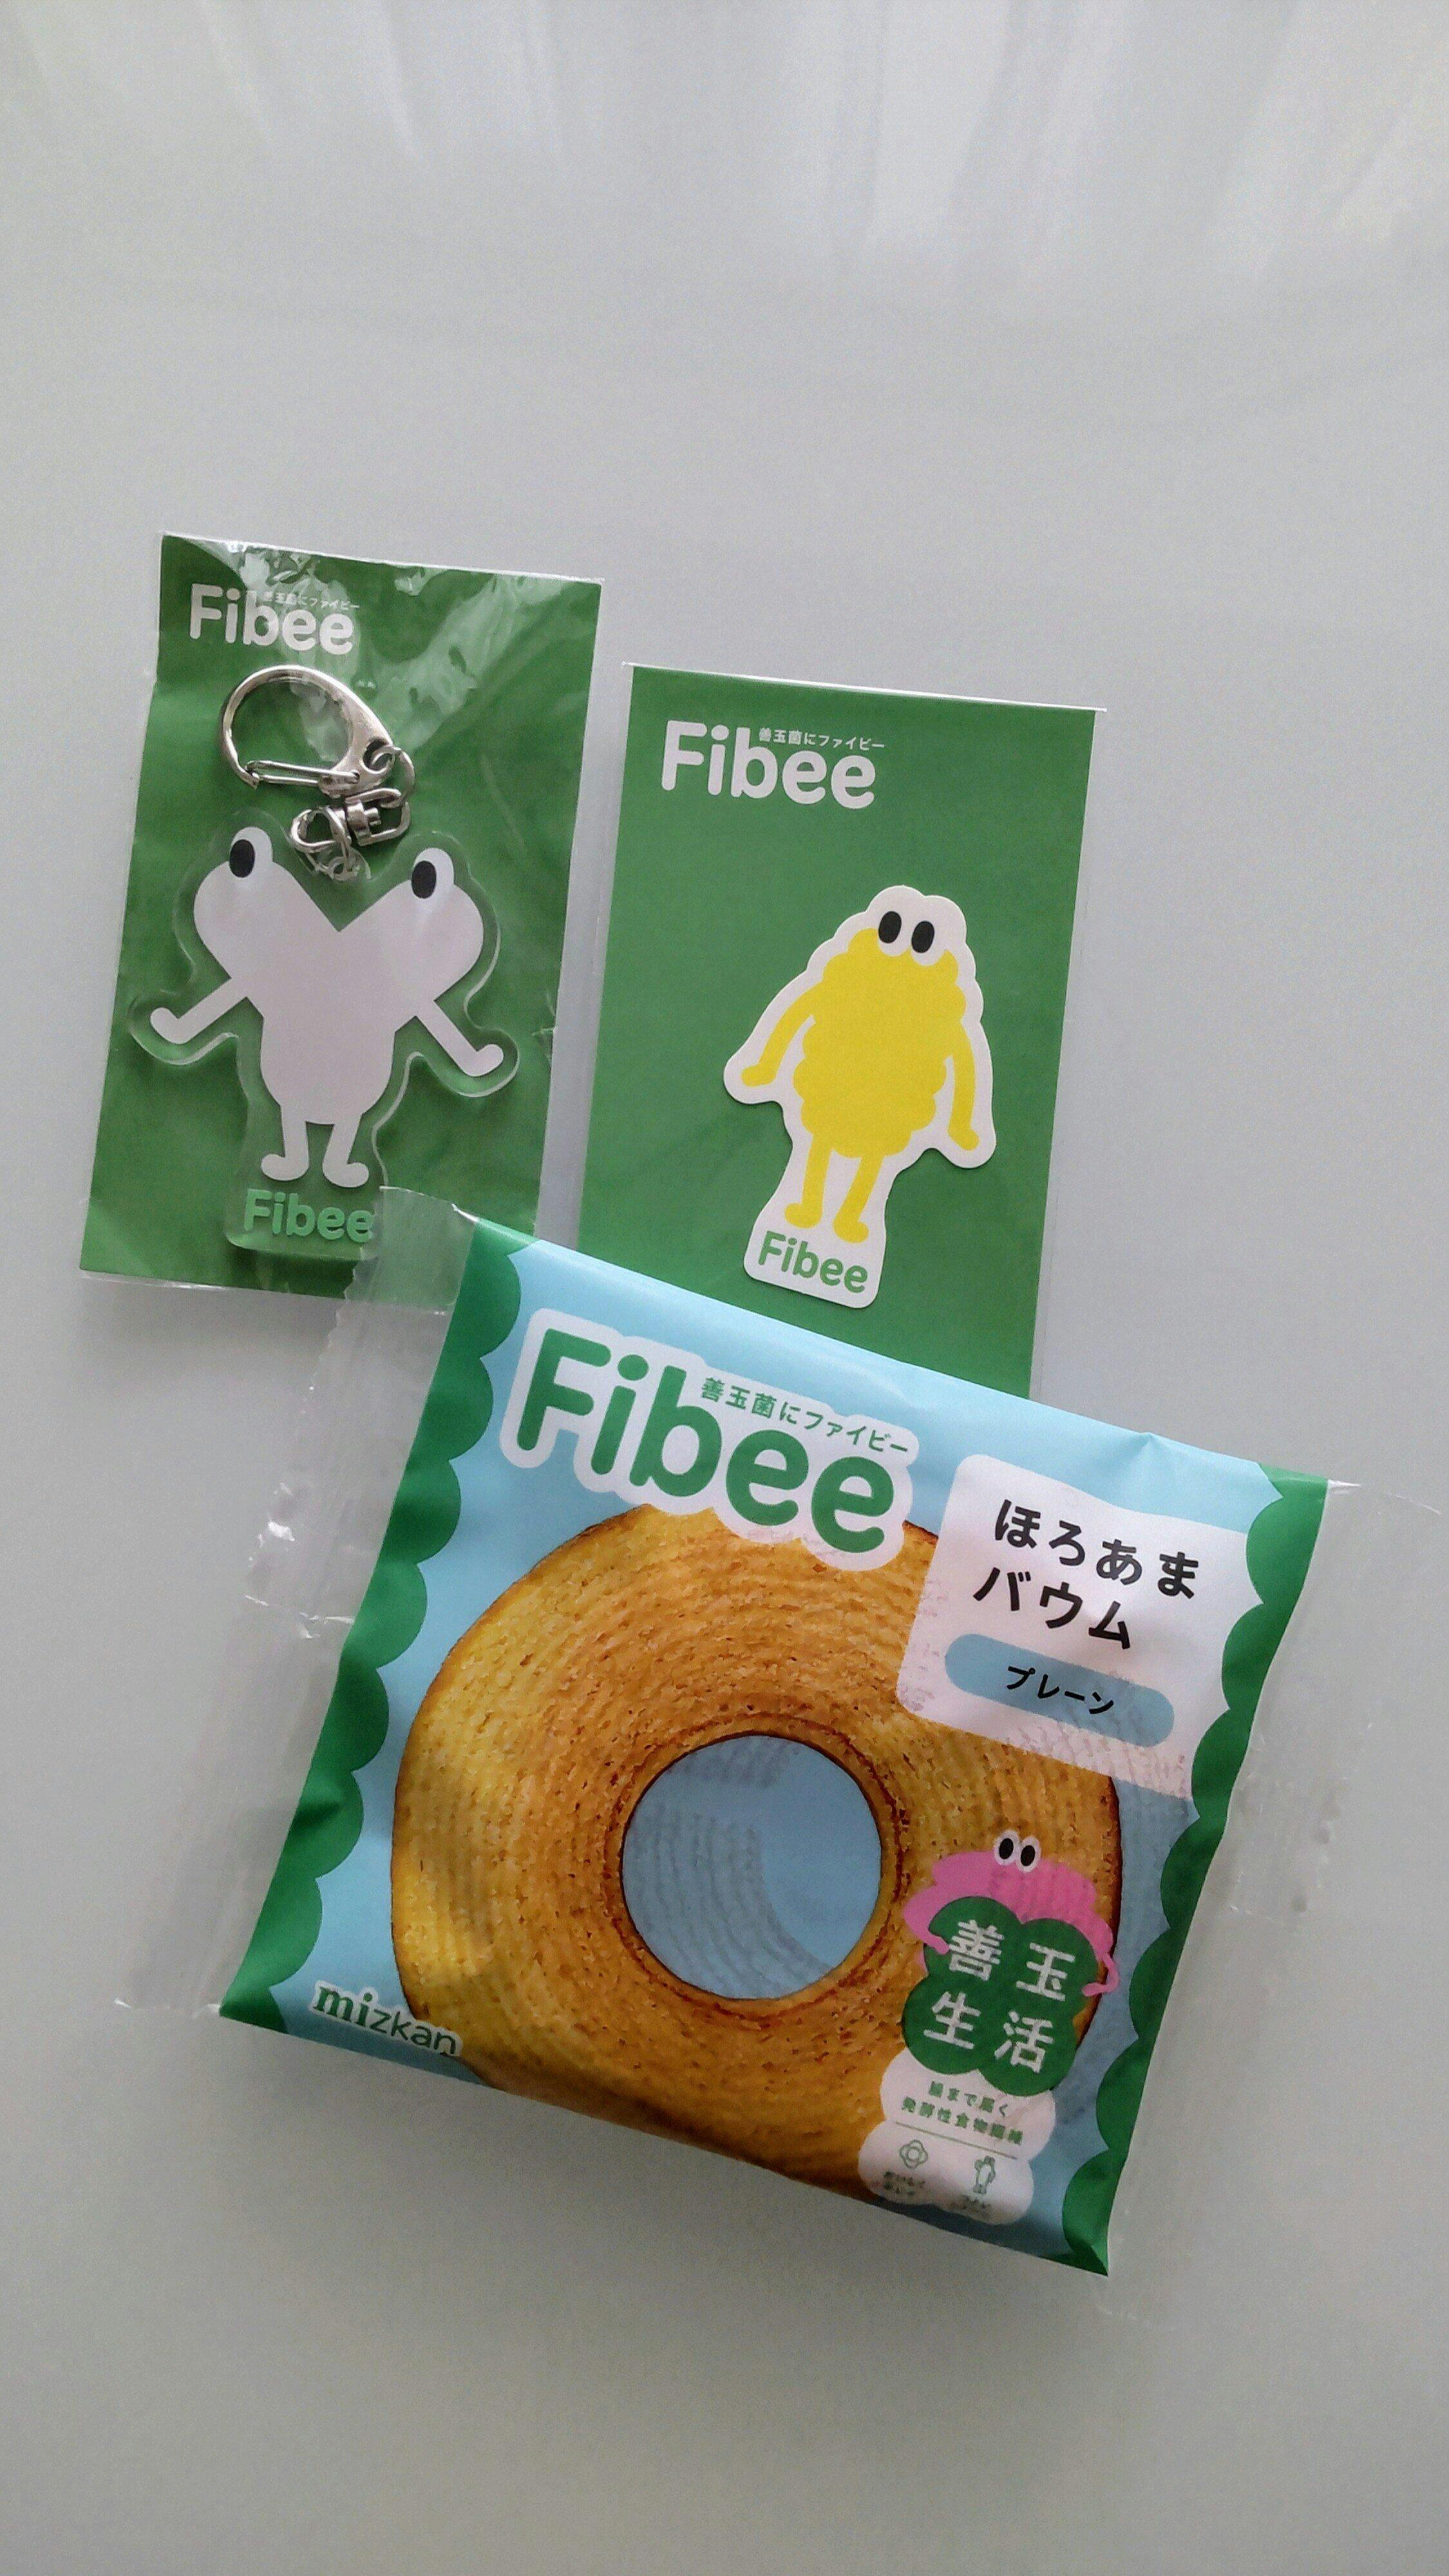 善玉菌にファイビー
Fibee
Fibee
善玉菌にファイビー
Fibee
Fibee
善玉菌にファイビー
Fibee
ほろあま
バウム
プレーン
善玉
生活
腸まで届く
発酵性食物繊維
mizkan